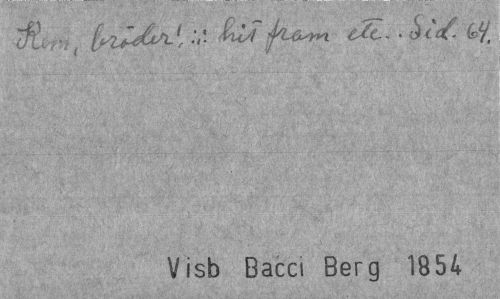 Kom, bröder! :,: hit fram etc. . Sid. 64.
Visb Bacci Berg 1854